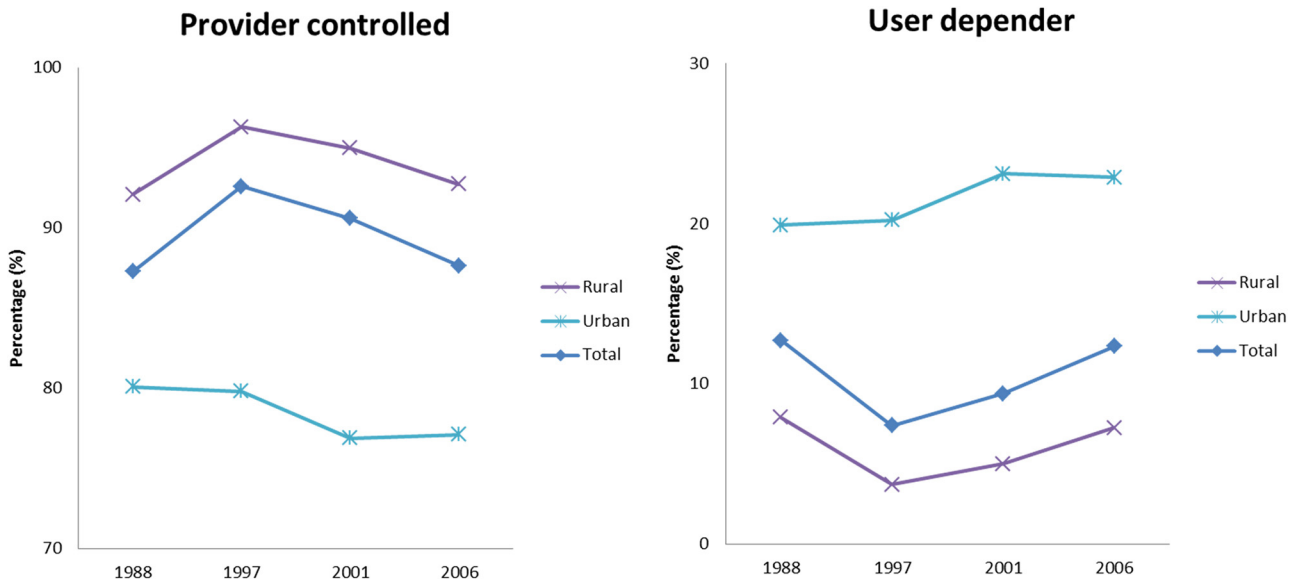 Provider controlled
Percentage (%)
100
90
80
70
1988
1997
2001
2006
Rural
Urban
Total
User depender
Percentage (%)
30
20
10
0
1988
1997
2001
2006
Rural
Urban
Total